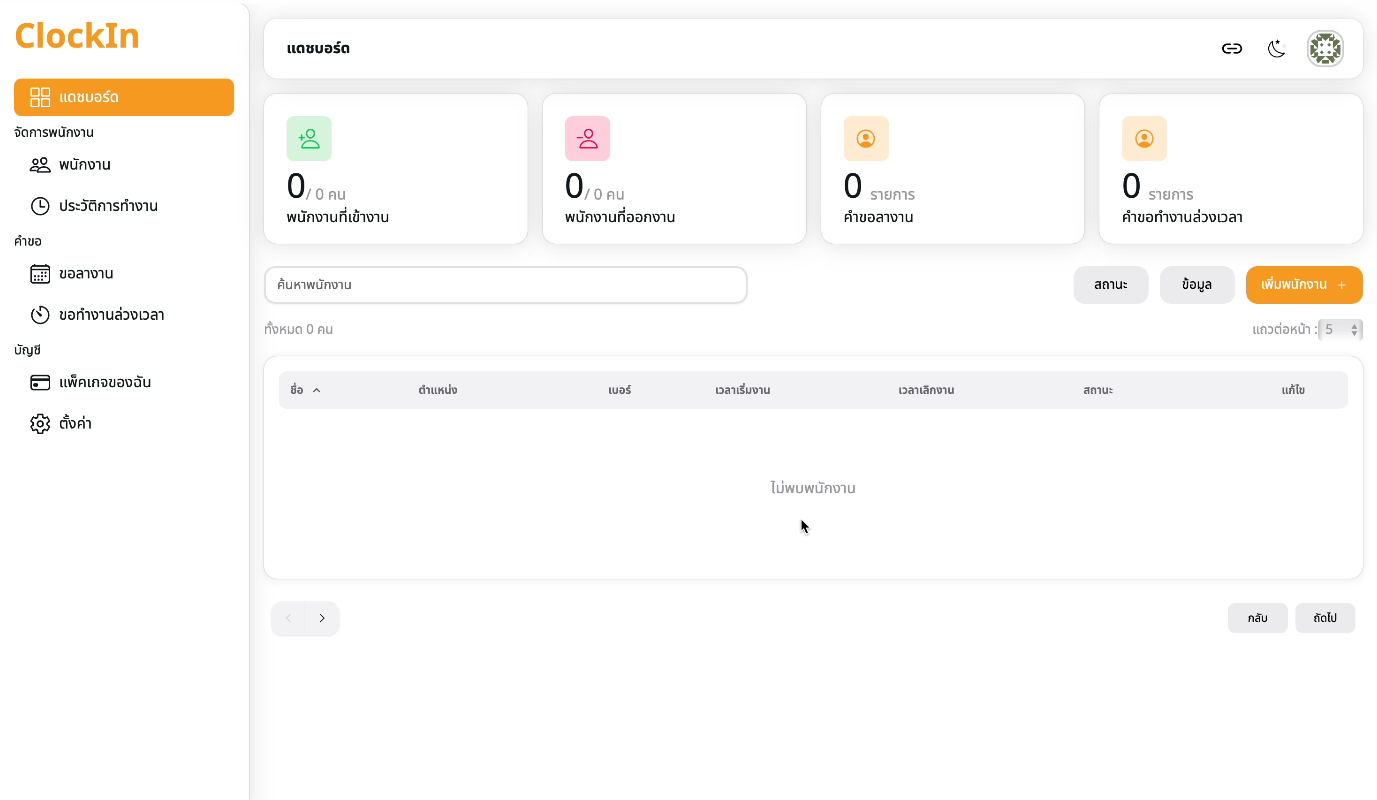 ClockIn
แดชบอร์ด
จัดการพนักงาน
พนักงาน
ประวัติการทำงาน
คำขอ
ขอลางาน
ขอทำงานล่วงเวลา
บัญชี
แพ็คเกจของฉัน
ตั้งค่า
แดชบอร์ด
0/ 0 คน
พนักงานที่เข้างาน
0/ 0 คน
พนักงานที่ออกงาน
0 รายการ
คำขอลางาน
0 รายการ
คำขอทำงานล่วงเวลา
ค้นหาพนักงาน
สถานะ
ข้อมูล
เพิ่มพนักงาน +
ทั้งหมด 0 คน
แถวต่อหน้า : 5
ชื่อ ตำแหน่ง เบอร์ เวลาเริ่มงาน เวลาเลิกงาน สถานะ แก้ไข
ไม่พบพนักงาน
กลับ
ถัดไป